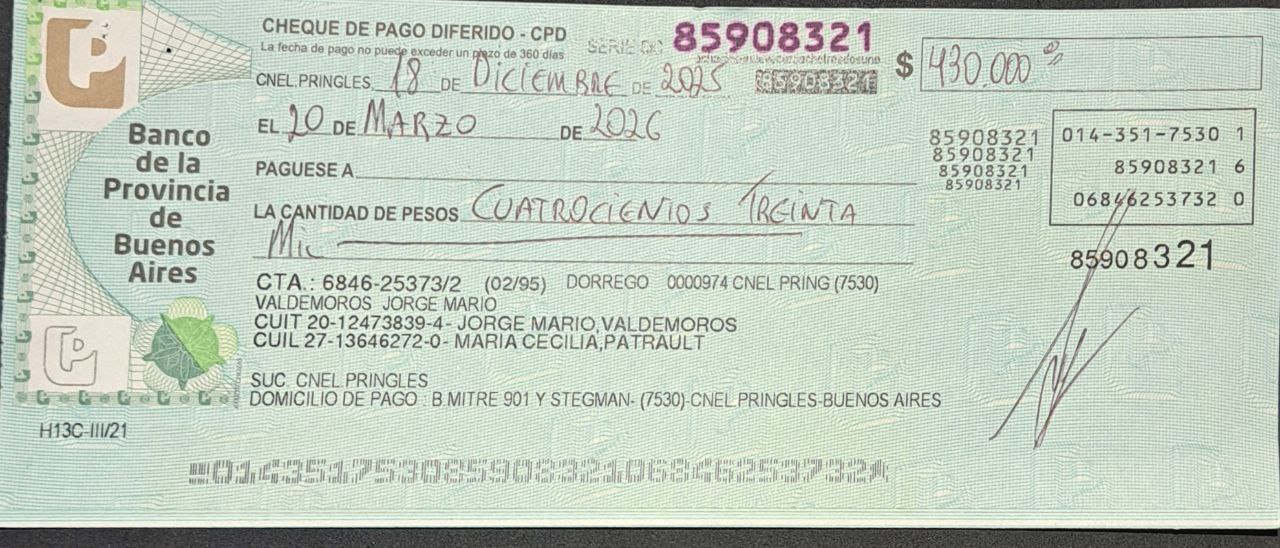 CHEQUE DE PAGO DIFERIDO - CPD
La fecha de pago no puede exceder un plazo de 360 días
SERIE 85908321
85908321
$ 430.000
CNEL.PRINGLES, 18 DE DICIEMBRE DE 2025
EL 20 DE MARZO DE 2026
PAGUESE A
LA CANTIDAD DE PESOS CUATROCIENTOS TREINTA
MIL
Banco
de la
Provincia
de
Buenos
Aires
85908321
85908321
85908321
85908321
014-351-7530 1
85908321 6
06846253732 0
85908321
CTA.: 6846-25373/2 (02/95) DORREGO 0000974 CNEL PRING (7530)
VALDEMOROS JORGE MARIO
CUIT 20-12473839-4- JORGE MARIO,VALDEMOROS
CUIL 27-13646272-0- MARIA CECILIA,PATRAULT
SUC. CNEL.PRINGLES
DOMICILIO DE PAGO : B.MITRE 901 Y STEGMAN- (7530)-CNEL.PRINGLES-BUENOS AIRES
H13C-III/21
01435175308590832106846253732